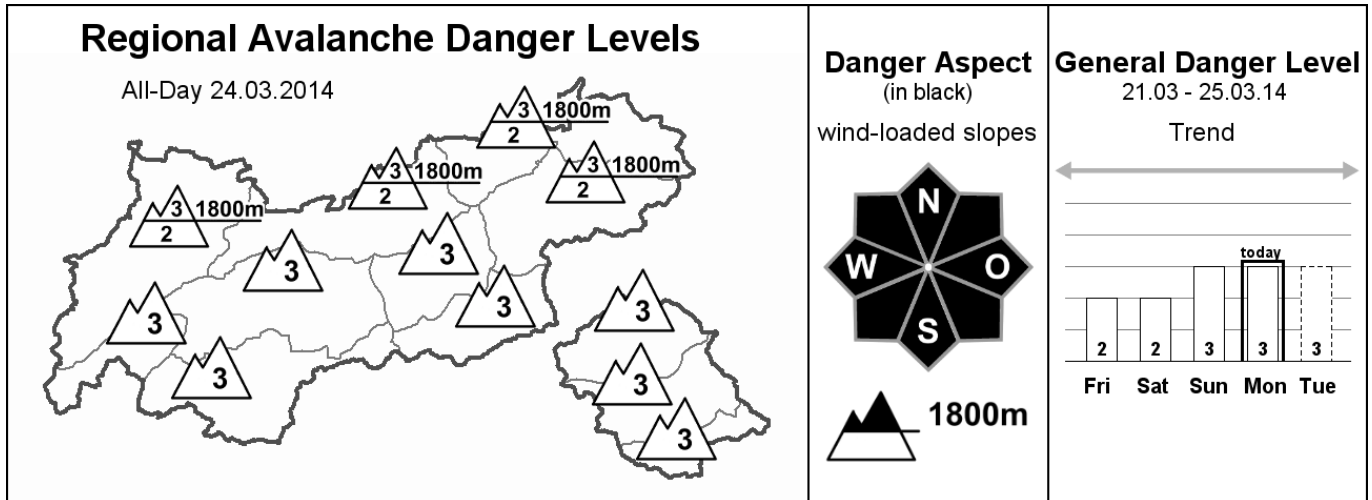 Regional Avalanche Danger Levels
All-Day 24.03.2014
3 1800m
2
3 1800m
2
3 1800m
2
3 1800m
2
3
3
3
3
3
3
3
3
Danger Aspect
(in black)
wind-loaded slopes
N
W O
S
1800m
General Danger Level
21.03 - 25.03.14
Trend
today
2 2 3 3 3
Fri Sat Sun Mon Tue